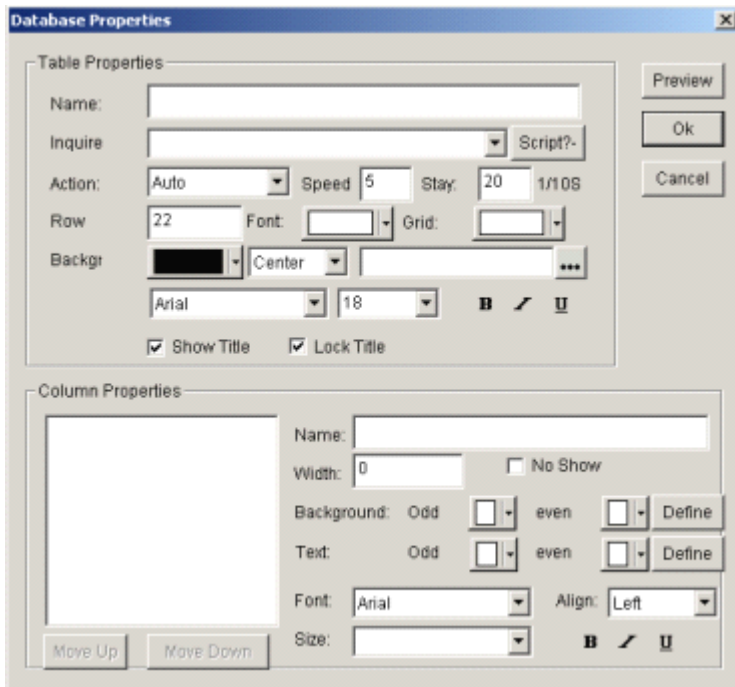 Database Properties
Table Properties
Preview
Name:
Ok
Inquire Script?-
Action: Auto Speed 5 Stay: 20 1/10S Cancel
Row 22 Font: Grid:
Backgr Center ...
Arial 18 B I U
Show Title Lock Title
Column Properties
Name:
Width: 0 No Show
Background: Odd even Define
Text: Odd even Define
Font: Arial Align: Left
Move Up Move Down Size: B I U